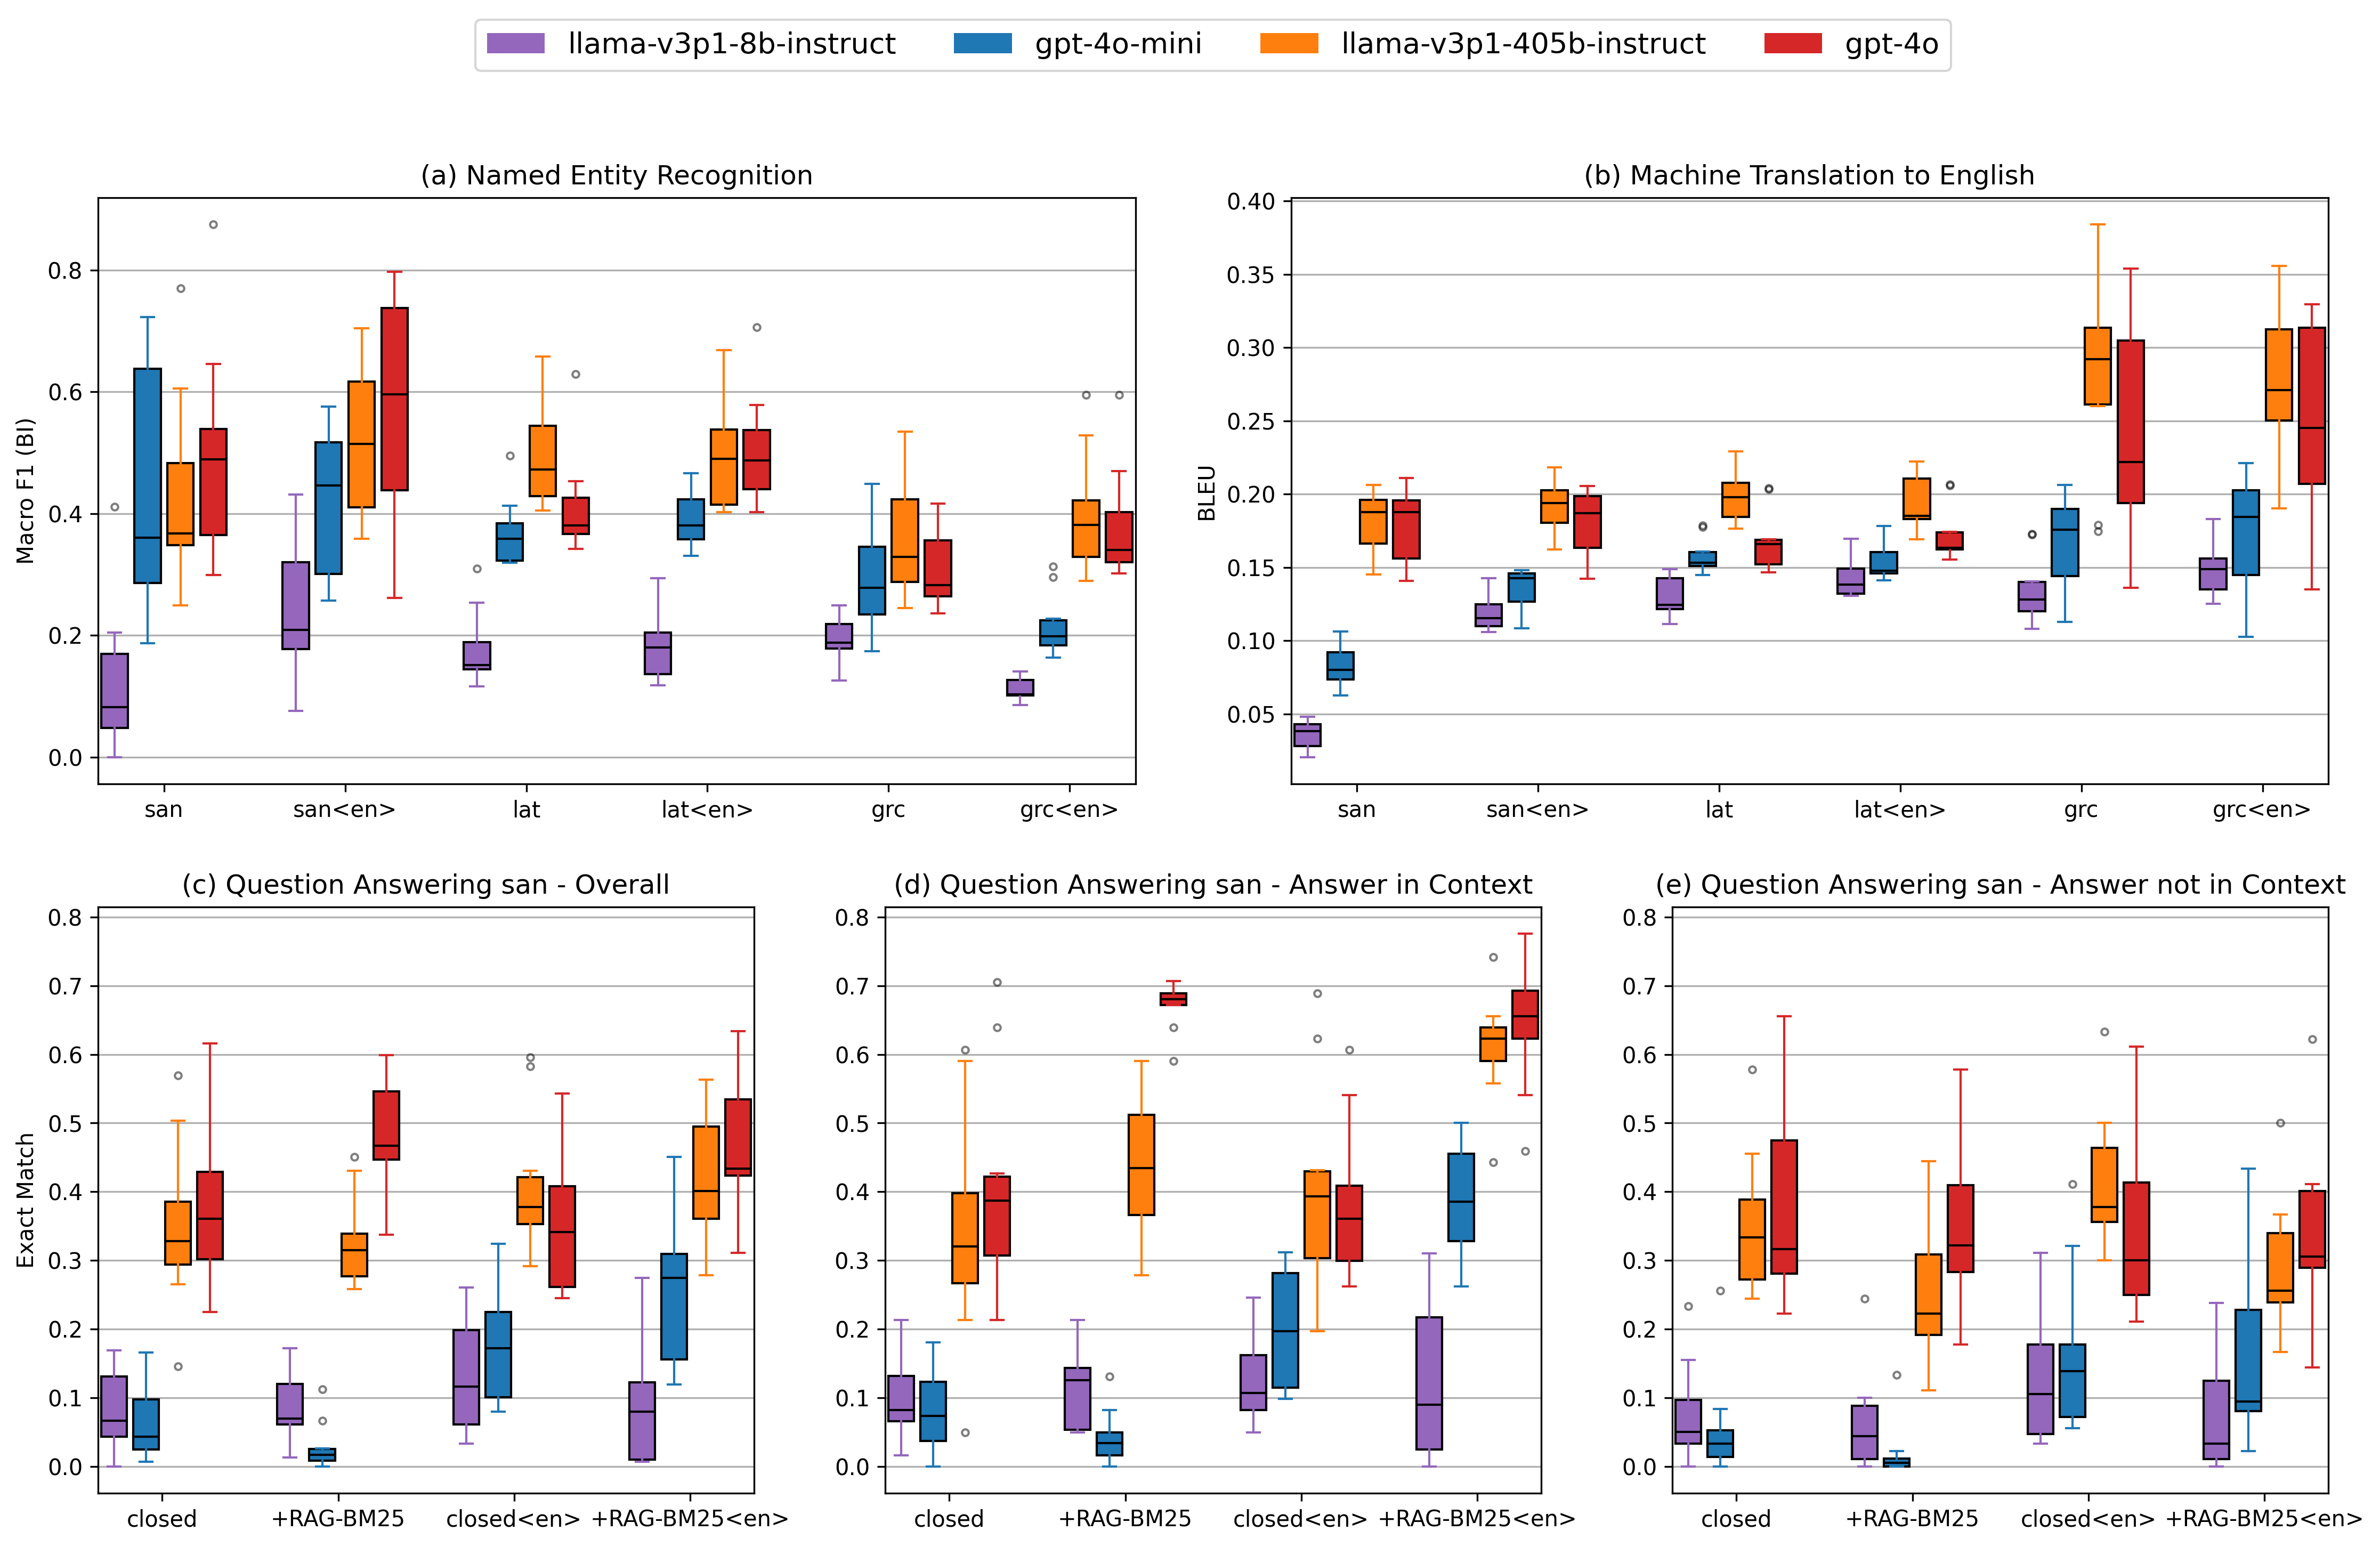 llama-v3p1-8b-instruct gpt-4o-mini llama-v3p1-405b-instruct gpt-4o
(a) Named Entity Recognition
Macro F1 (BI)
0.8
0.6
0.4
0.2
0.0
san san<en> lat lat<en> grc grc<en>
(b) Machine Translation to English
BLEU
0.40
0.35
0.30
0.25
0.20
0.15
0.10
0.05
san san<en> lat lat<en> grc grc<en>
(c) Question Answering san - Overall
Exact Match
0.8
0.7
0.6
0.5
0.4
0.3
0.2
0.1
0.0
closed +RAG-BM25 closed<en> +RAG-BM25<en>
(d) Question Answering san - Answer in Context
0.8
0.7
0.6
0.5
0.4
0.3
0.2
0.1
0.0
closed +RAG-BM25 closed<en> +RAG-BM25<en>
(e) Question Answering san - Answer not in Context
0.8
0.7
0.6
0.5
0.4
0.3
0.2
0.1
0.0
closed +RAG-BM25 closed<en> +RAG-BM25<en>